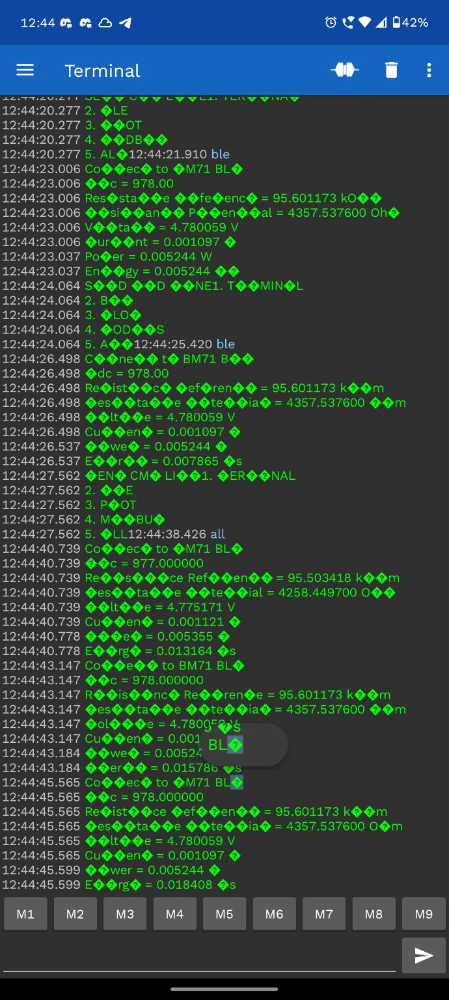 12:44 42%
Terminal
12:44:20.277
12:44:20.277 2. �LE
12:44:20.277 3. ��OT
12:44:20.277 4. ��DB��
12:44:20.277 5. AL�12:44:21.910 ble
12:44:23.006 Co��ec� to �M71 BL�
12:44:23.006 ��c = 978.00
12:44:23.006 Res�sta��e ��fe�enc� = 95.601173 kO��
12:44:23.006 ��si��an�� P��en��al = 4357.537600 Oh�
12:44:23.006 V��ta�� = 4.780059 V
12:44:23.006 �ur��nt = 0.001097 �
12:44:23.037 Po�er = 0.005244 W
12:44:23.037 En��gy = 0.005244 ��
12:44:24.064 S��D ��D ��NE1. T��MIN�L
12:44:24.064 2. B��
12:44:24.064 3. �LO�
12:44:24.064 4. �OD��S
12:44:24.064 5. A��12:44:25.420 ble
12:44:26.498 C��ne�� t� BM71 B��
12:44:26.498 �dc = 978.00
12:44:26.498 Re�ist��c� �ef�ren�� = 95.601173 k��m
12:44:26.498 �es��ta��e ��te��ia� = 4357.537600 ��m
12:44:26.498 ��lt��e = 4.780059 V
12:44:26.498 Cu��en� = 0.001097 �
12:44:26.537 ��we� = 0.005244 �
12:44:26.537 E��r�� = 0.007865 �s
12:44:27.562 �EN� CM� LI��1. �ER��NAL
12:44:27.562 2. ��E
12:44:27.562 3. P�OT
12:44:27.562 4. M��BU�
12:44:27.562 5. �LL12:44:38.426 all
12:44:40.739 Co��ec� to �M71 BL�
12:44:40.739 ��c = 977.000000
12:44:40.739 Re��s���ce Ref��en�� = 95.503418 k��m
12:44:40.739 �es��ta��e ��te��ial = 4258.449700 O��
12:44:40.739 ��lt��e = 4.775171 V
12:44:40.739 Cu��en� = 0.001121 �
12:44:40.778 ���e� = 0.005355 �
12:44:40.778 E��rg� = 0.013164 �s
12:44:43.147 Co��e�� to BM71 BL�
12:44:43.147 ��c = 978.000000
12:44:43.147 R��is��nc� Re��ren�e = 95.601173 k��m
12:44:43.147 �es��ta��e ��te��ia� = 4357.537600 ��m
12:44:43.147 �ol���e = 4.780059 V
12:44:43.147 Cu��en� = 0.001
BL�
12:44:43.184 ��we� = 0.00524
12:44:43.184 ��er�� = 0.015786 �s
12:44:45.565 Co��ec� to �M71 BL�
12:44:45.565 ��c = 978.000000
12:44:45.565 Re�ist��ce �ef��en�� = 95.601173 k��m
12:44:45.565 �es��ta��e ��te��ia� = 4357.537600 O�m
12:44:45.565 ��lt��e = 4.780059 V
12:44:45.565 Cu��en� = 0.001097 �
12:44:45.599 ��wer = 0.005244 �
12:44:45.599 E��rg� = 0.018408 �s
M1 M2 M3 M4 M5 M6 M7 M8 M9